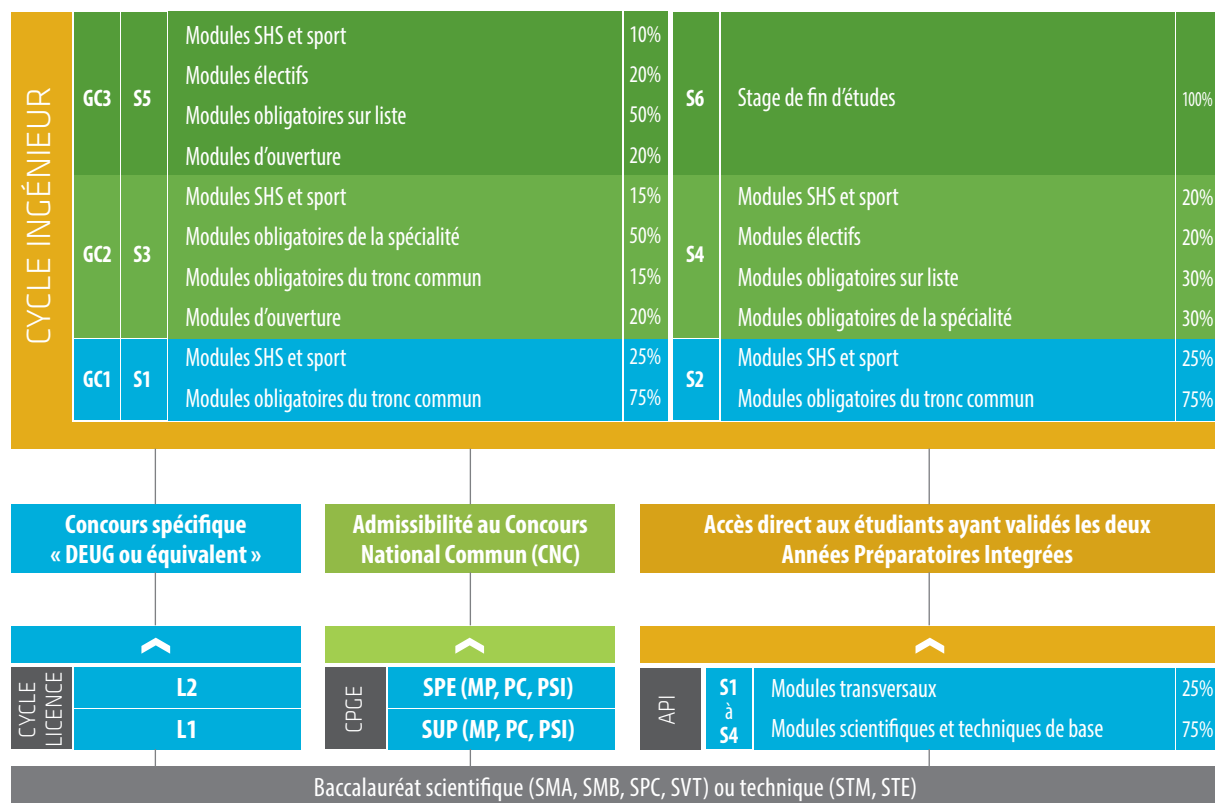 CYCLE INGÉNIEUR
GC3
S5
Modules SHS et sport 10%
Modules électifs 20%
Modules obligatoires sur liste 50%
Modules d'ouverture 20%
S6
Stage de fin d'études 100%
GC2
S3
Modules SHS et sport 15%
Modules obligatoires de la spécialité 50%
Modules obligatoires du tronc commun 15%
Modules d'ouverture 20%
S4
Modules SHS et sport 20%
Modules électifs 20%
Modules obligatoires sur liste 30%
Modules obligatoires de la spécialité 30%
GC1
S1
Modules SHS et sport 25%
Modules obligatoires du tronc commun 75%
S2
Modules SHS et sport 25%
Modules obligatoires du tronc commun 75%
Concours spécifique
« DEUG ou équivalent »
Admissibilité au Concours
National Commun (CNC)
Accès direct aux étudiants ayant validés les deux
Années Préparatoires Integrées
CYCLE
LICENCE
L2
L1
CPGE
SPE (MP, PC, PSI)
SUP (MP, PC, PSI)
API
S1
à
S4
Modules transversaux 25%
Modules scientifiques et techniques de base 75%
Baccalauréat scientifique (SMA, SMB, SPC, SVT) ou technique (STM, STE)